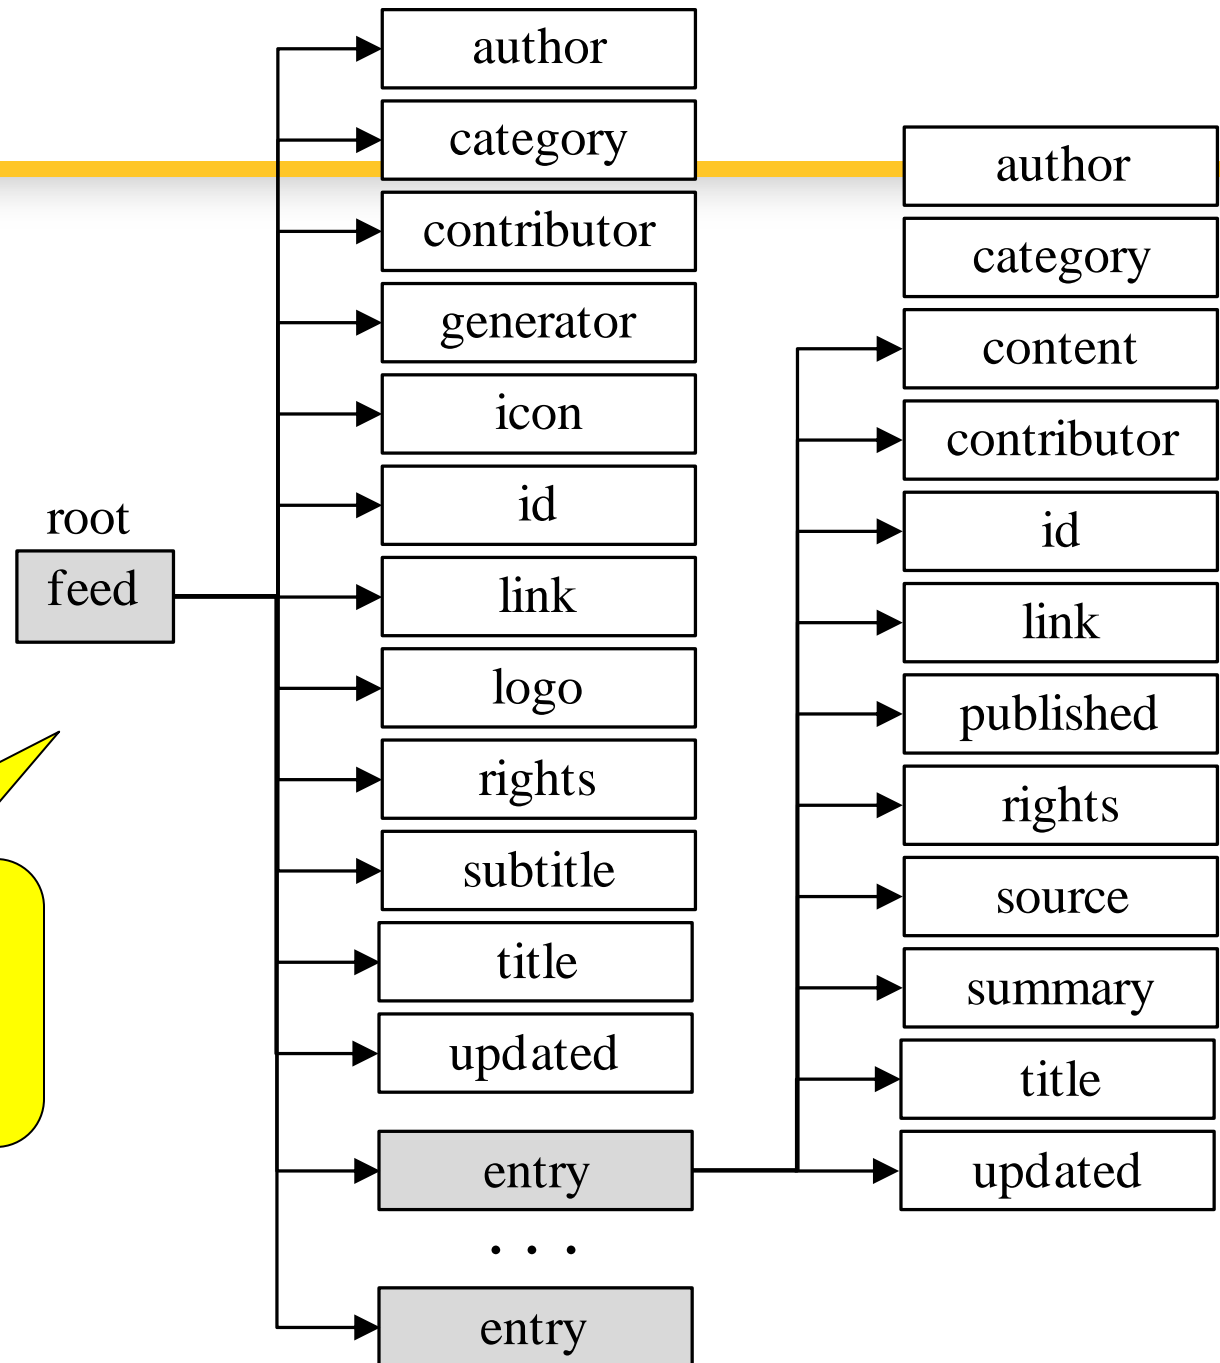 root
feed
author
category
contributor
generator
icon
id
link
logo
rights
subtitle
title
updated
entry
. . .
entry
author
category
content
contributor
id
link
published
rights
source
summary
title
updated